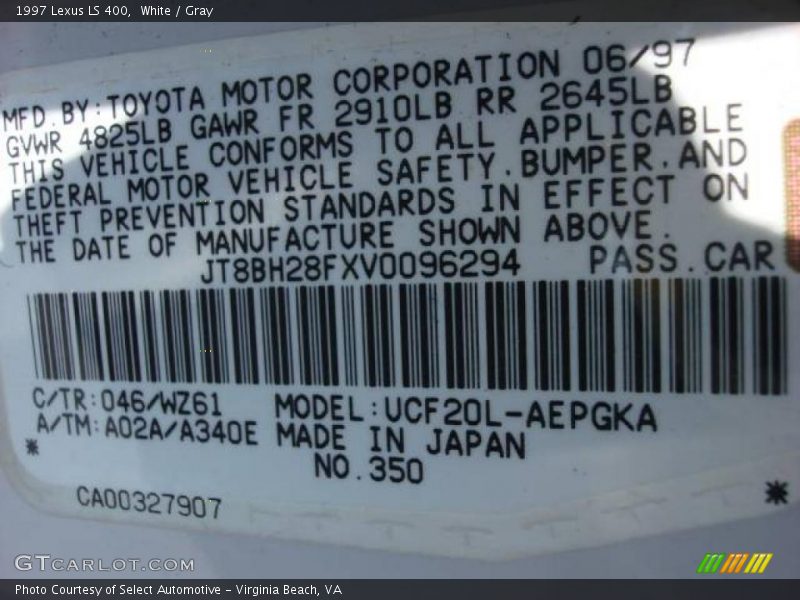 1997 Lexus LS 400, White / Gray
MFD.BY:TOYOTA MOTOR CORPORATION 06/97
GVWR 4825LB GAWR FR 2910LB RR 2645LB
THIS VEHICLE CONFORMS TO ALL APPLICABLE
FEDERAL MOTOR VEHICLE SAFETY.BUMPER.AND
THEFT PREVENTION STANDARDS IN EFFECT ON
THE DATE OF MANUFACTURE SHOWN ABOVE.
JT8BH28FXV0096294 PASS.CAR
C/TR:046/WZ61 MODEL:UCF20L-AEPGKA
A/TM:A02A/A340E MADE IN JAPAN
* NO.350 *
CA00327907
GTcarlot.com
Photo Courtesy of Select Automotive - Virginia Beach, VA